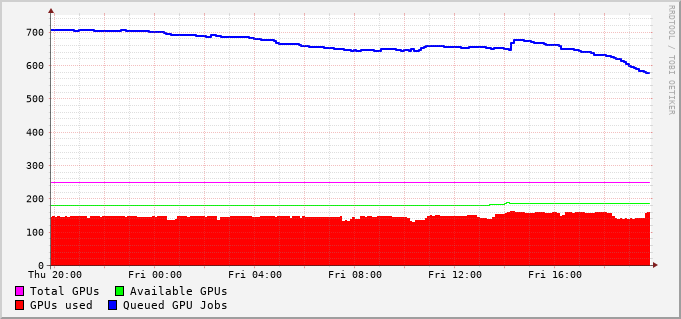 RRDTOOL / TOBI OETIKER
700
600
500
400
300
200
100
0
Thu 20:00 Fri 00:00 Fri 04:00 Fri 08:00 Fri 12:00 Fri 16:00
Total GPUs Available GPUs
GPUs used Queued GPU Jobs